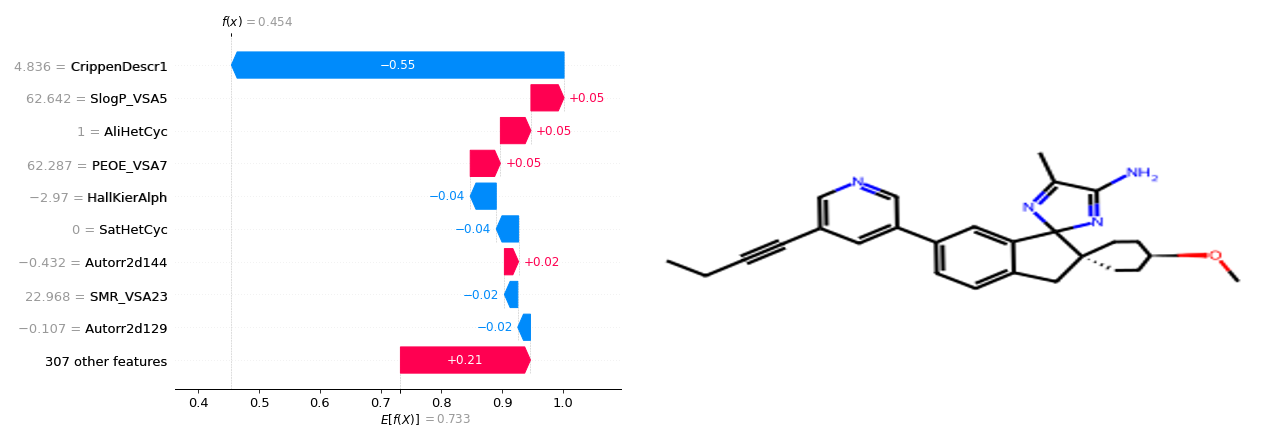 f(x) = 0.454
4.836 = CrippenDescr1
−0.55
62.642 = SlogP_VSA5
+0.05
1 = AliHetCyc
+0.05
62.287 = PEOE_VSA7
+0.05
−2.97 = HallKierAlph
−0.04
0 = SatHetCyc
−0.04
−0.432 = Autorr2d144
+0.02
22.968 = SMR_VSA23
−0.02
−0.107 = Autorr2d129
−0.02
307 other features
+0.21
0.4 0.5 0.6 0.7 0.8 0.9 1.0
E[f(X)] = 0.733
N
N
N
NH2
O